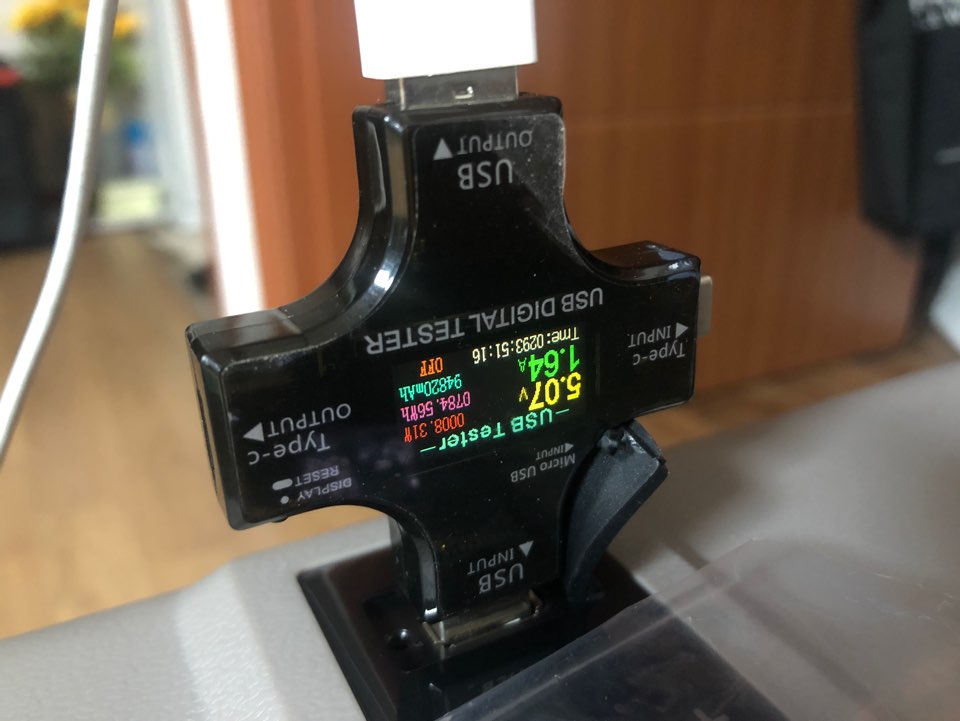 USB
INPUT
Micro USB
INPUT
DISPLAY
RESET
Type-c
OUTPUT
—USB Tester—
5.07V
1.64A
Tme:0293:51:16
0008.31W
0784.56Wh
94820mAh
OFF
Type-c
INPUT
USB DIGITAL TESTER
USB
OUTPUT